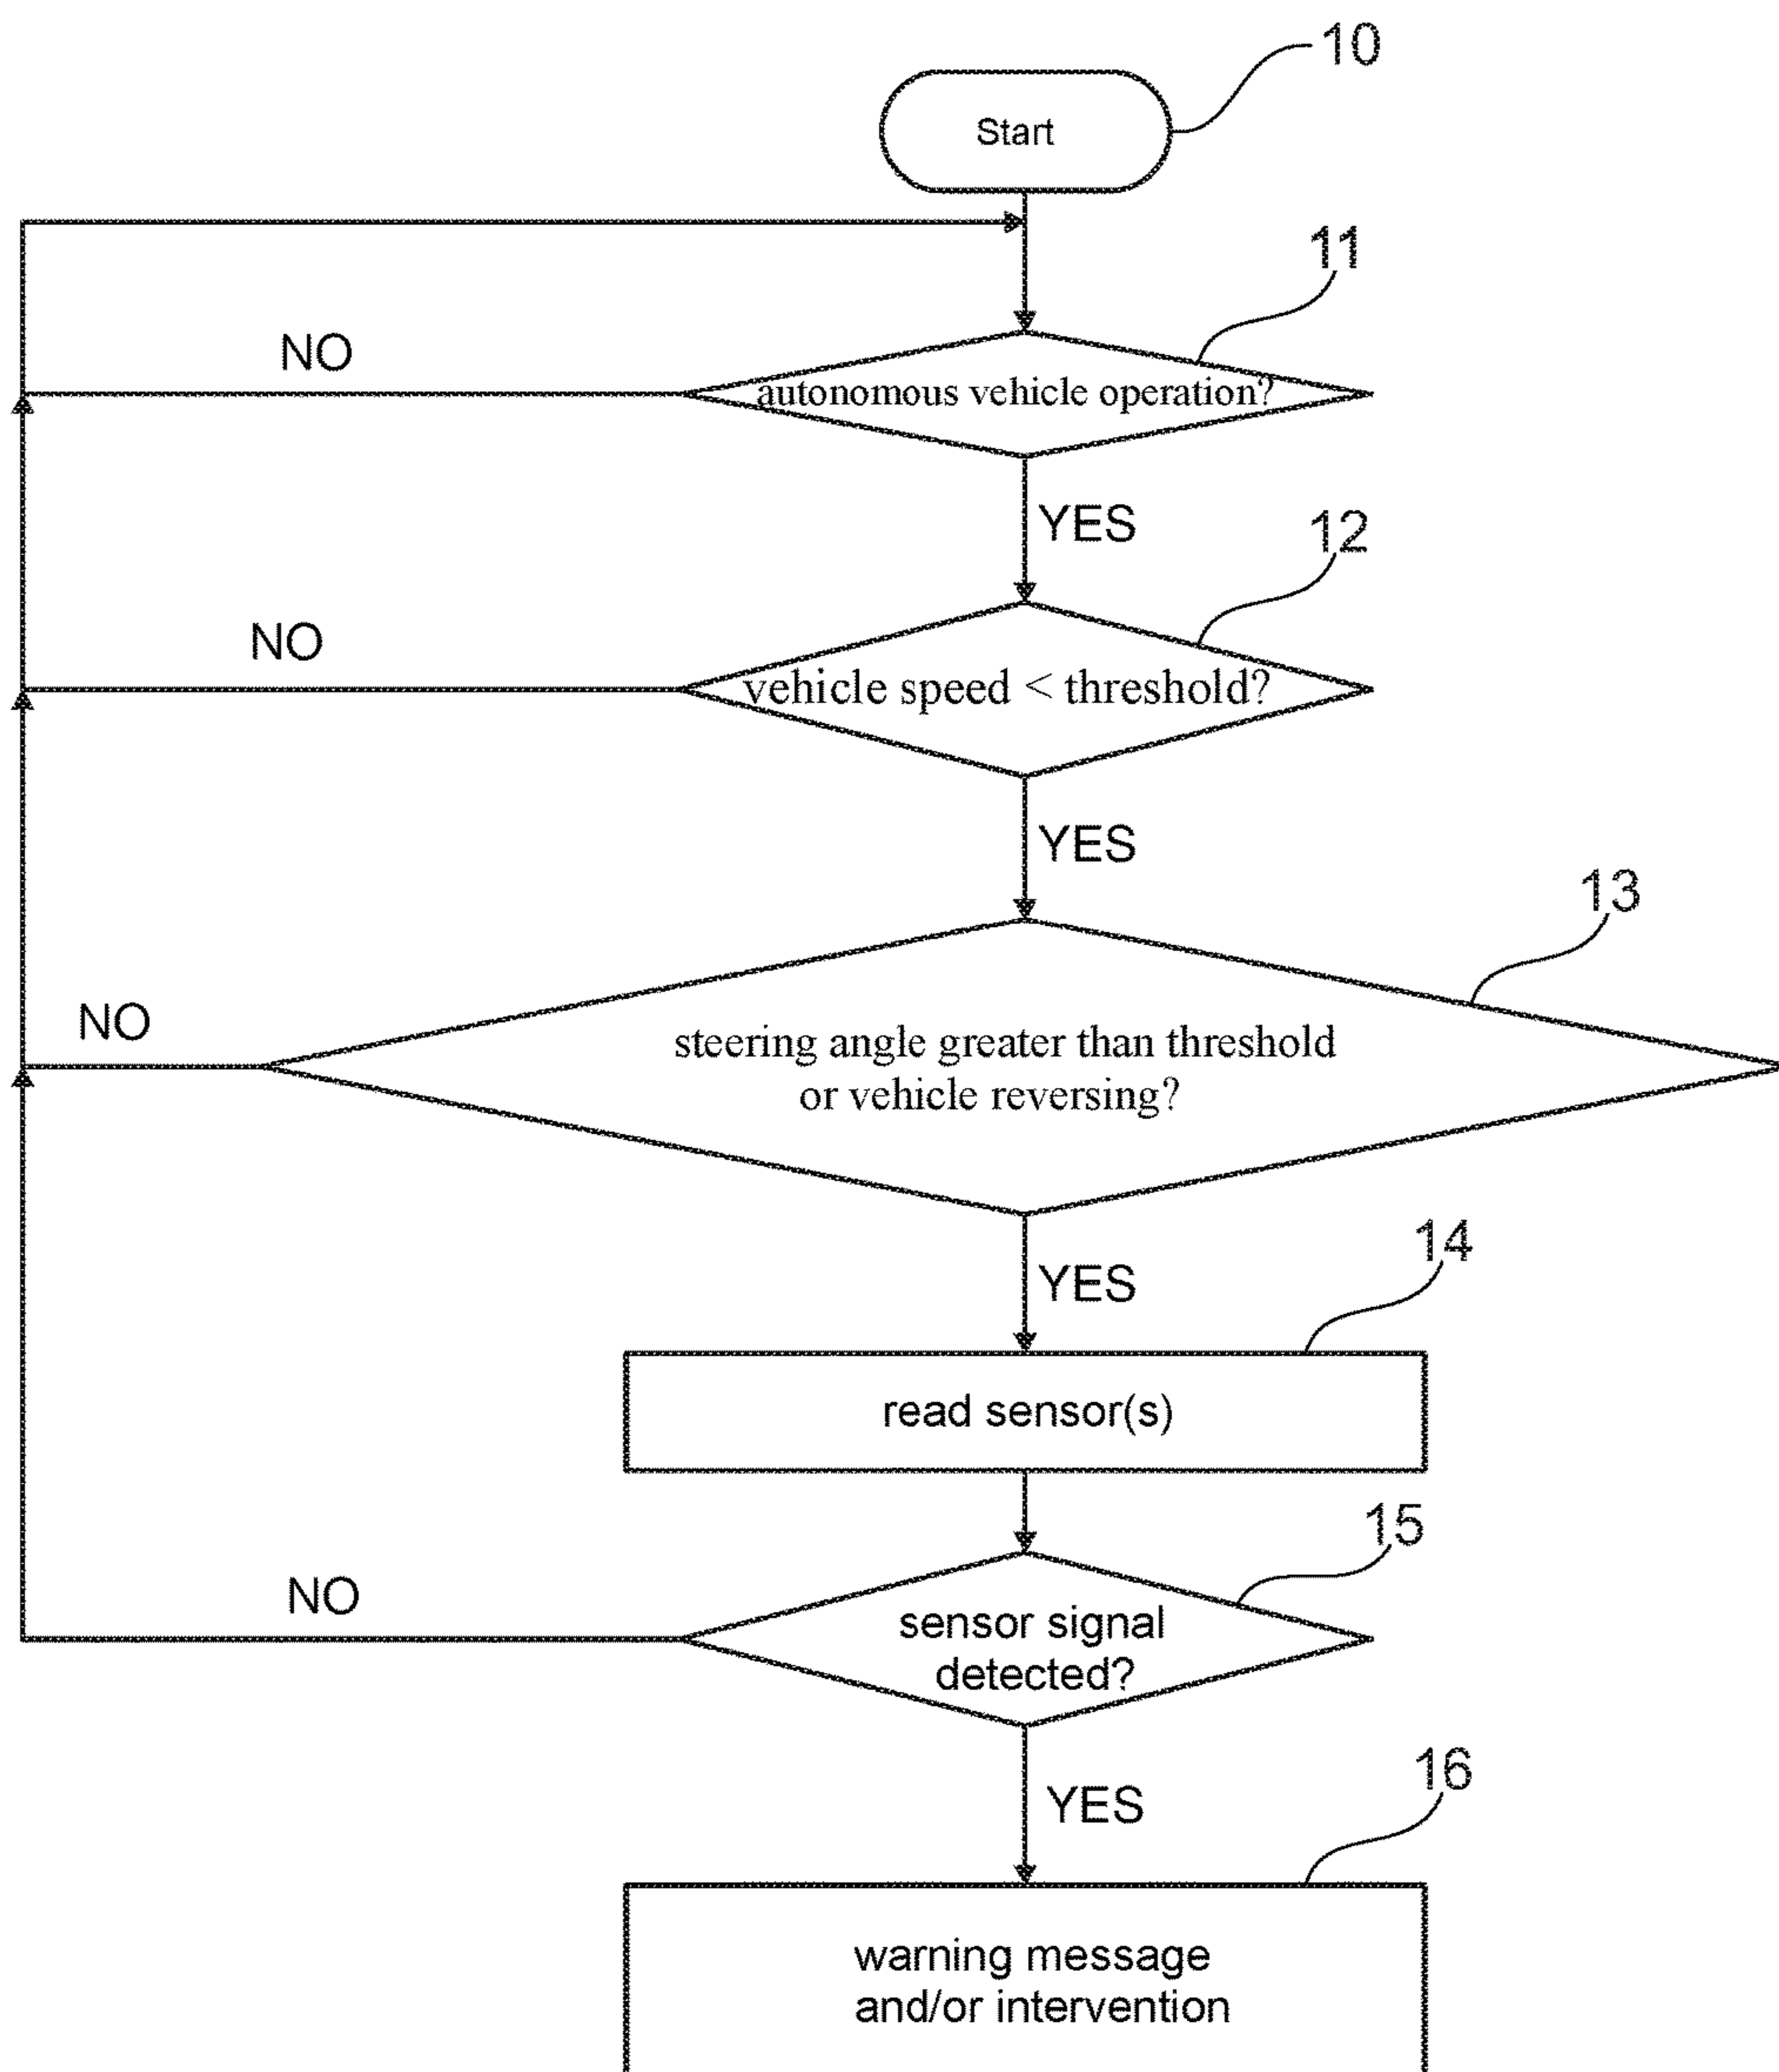 10
Start
11
NO
autonomous vehicle operation?
YES
12
NO
vehicle speed < threshold?
YES
13
NO
steering angle greater than threshold
or vehicle reversing?
14
YES
read sensor(s)
15
NO
sensor signal
detected?
16
YES
warning message
and/or intervention